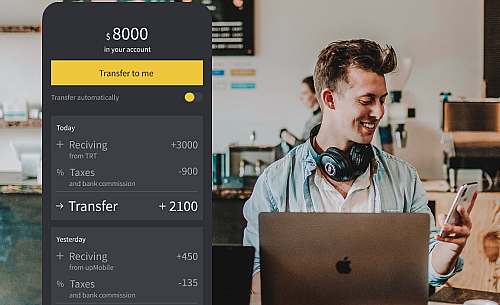 $ 8000
in your account
Transfer to me
Transfer automatically
Today
+ Reciving +3000
from TRT
% Taxes -900
and bank commission
→ Transfer + 2100
Yesterday
+ Reciving +450
from upMobile
% Taxes -135
and bank commission